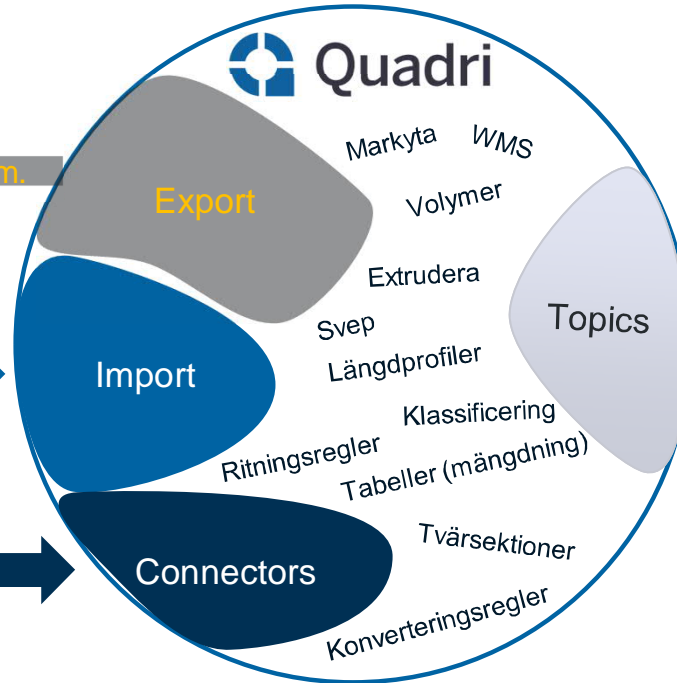 Quadri
Markyta
WMS
m.
Export
Volymer
Extrudera
Topics
Svep
Längdprofiler
Import
Klassificering
Ritningsregler
Tabeller (mängdning)
Tvärsektioner
Connectors
Konverteringsregler